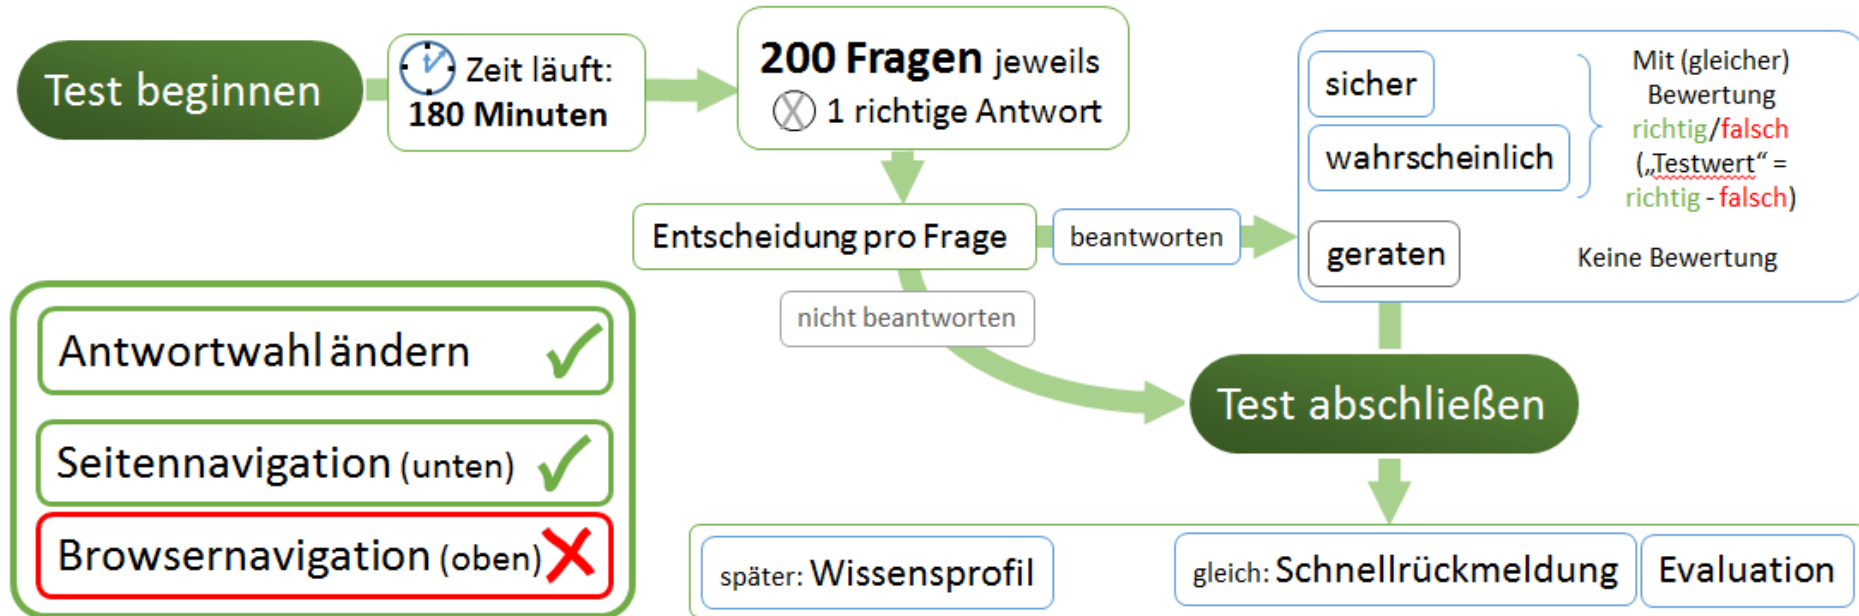 Test beginnen
Zeit läuft:
180 Minuten
200 Fragen jeweils
1 richtige Antwort
Entscheidung pro Frage
beantworten
nicht beantworten
sicher
wahrscheinlich
Mit (gleicher)
Bewertung
richtig/falsch
(„Testwert“ =
richtig - falsch)
geraten
Keine Bewertung
Antwortwahl ändern
Seitennavigation (unten)
Browsernavigation (oben)
Test abschließen
später: Wissensprofil
gleich: Schnellrückmeldung
Evaluation